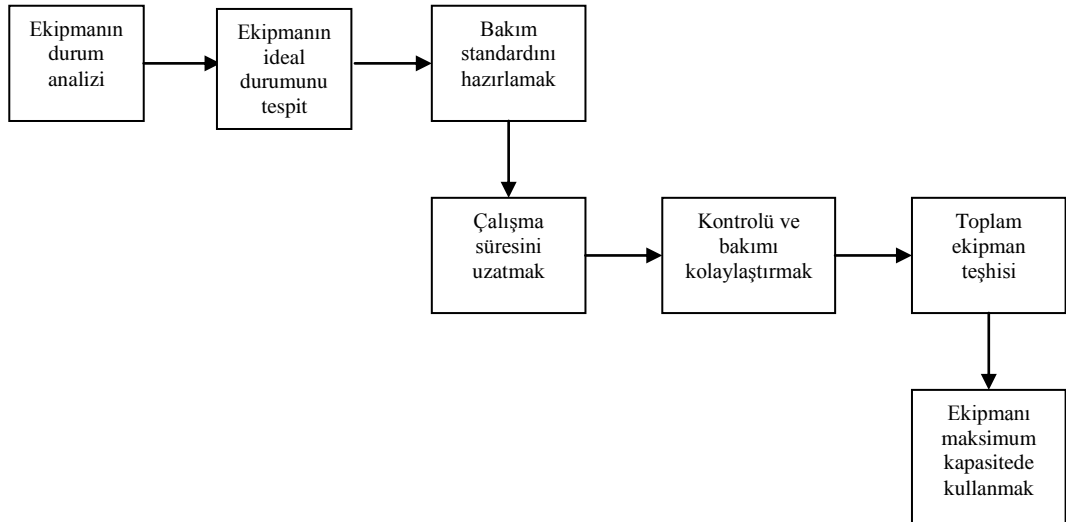 Ekipmanın
durum
analizi
Ekipmanın
ideal
durumunu
tespit
Bakım
standardını
hazırlamak
Çalışma
süresini
uzatmak
Kontrolü ve
bakımı
kolaylaştırmak
Toplam
ekipman
teşhisi
Ekipmanı
maksimum
kapasitede
kullanmak